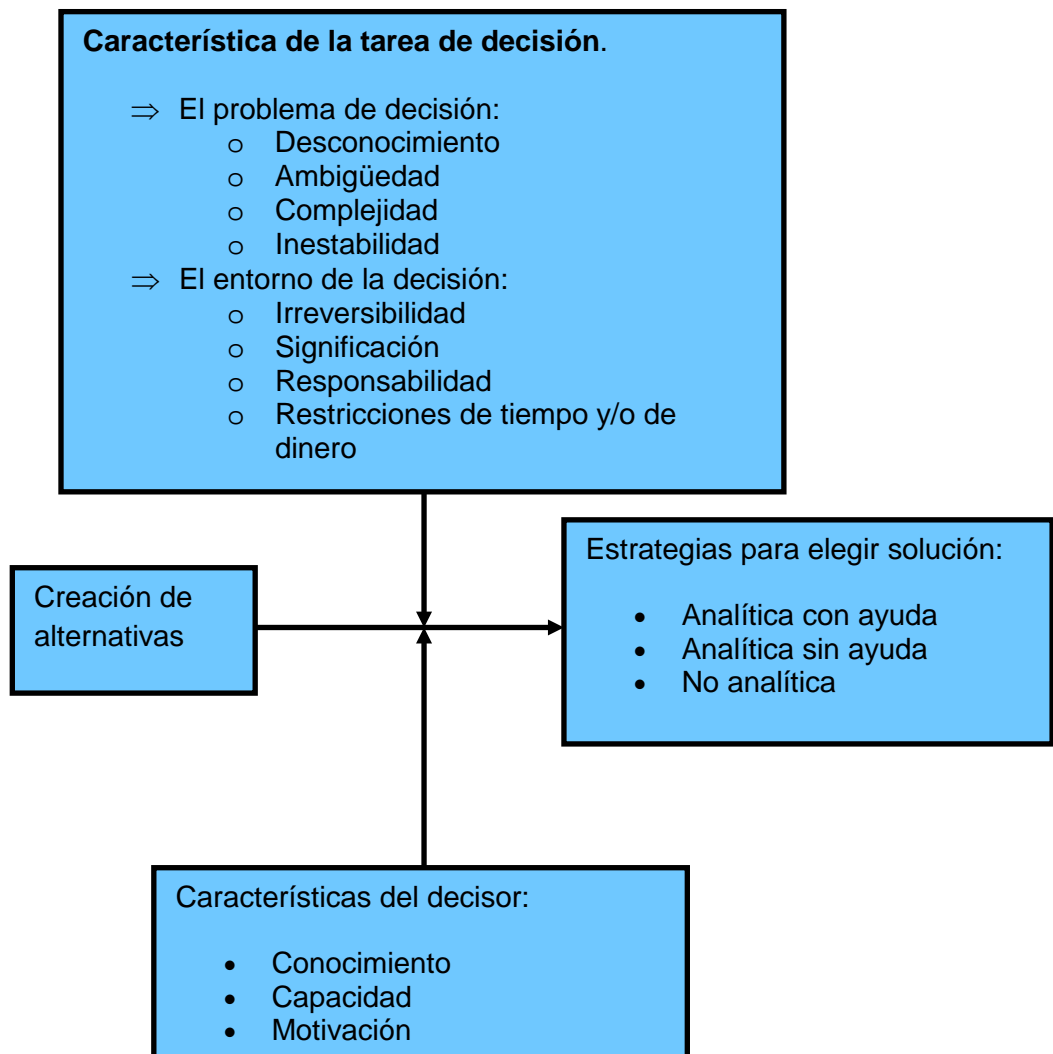 Característica de la tarea de decisión.
⇒ El problema de decisión:
o Desconocimiento
o Ambigüedad
o Complejidad
o Inestabilidad
⇒ El entorno de la decisión:
o Irreversibilidad
o Significación
o Responsabilidad
o Restricciones de tiempo y/o de
dinero
Creación de
alternativas
Estrategias para elegir solución:
• Analítica con ayuda
• Analítica sin ayuda
• No analítica
Características del decisor:
• Conocimiento
• Capacidad
• Motivación